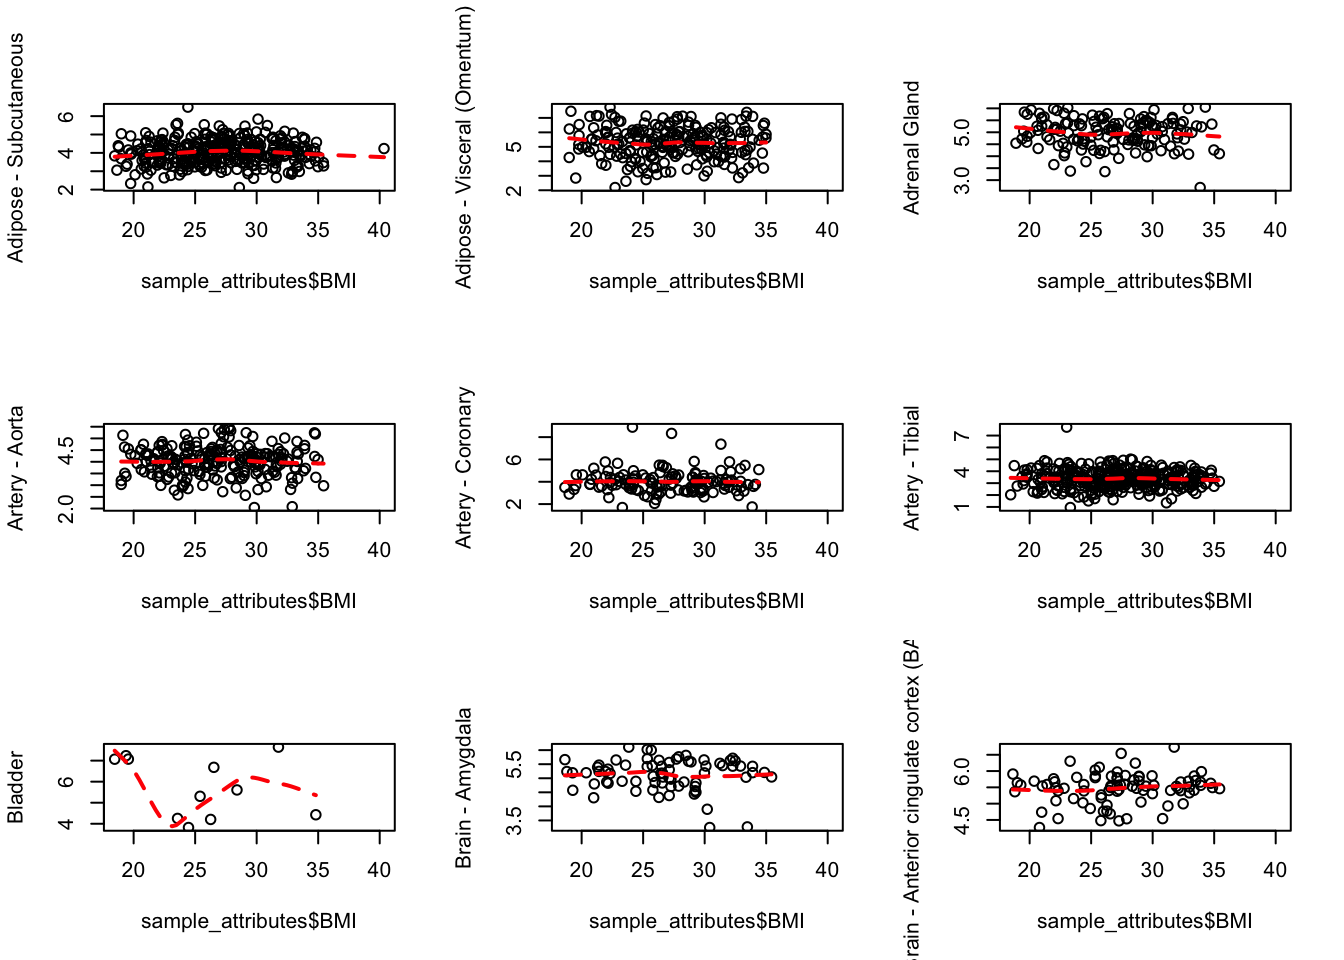 Adipose - Subcutaneous
2 4 6
20 25 30 35 40
sample_attributes$BMI
Adipose - Visceral (Omentum)
2 5
20 25 30 35 40
sample_attributes$BMI
Adrenal Gland
3.0 5.0
20 25 30 35 40
sample_attributes$BMI
Artery - Aorta
2.0 4.5
20 25 30 35 40
sample_attributes$BMI
Artery - Coronary
2 6
20 25 30 35 40
sample_attributes$BMI
Artery - Tibial
1 4 7
20 25 30 35 40
sample_attributes$BMI
Bladder
4 6
20 25 30 35 40
sample_attributes$BMI
Brain - Amygdala
3.5 5.5
20 25 30 35 40
sample_attributes$BMI
rain - Anterior cingulate cortex (BA
4.5 6.0
20 25 30 35 40
sample_attributes$BMI